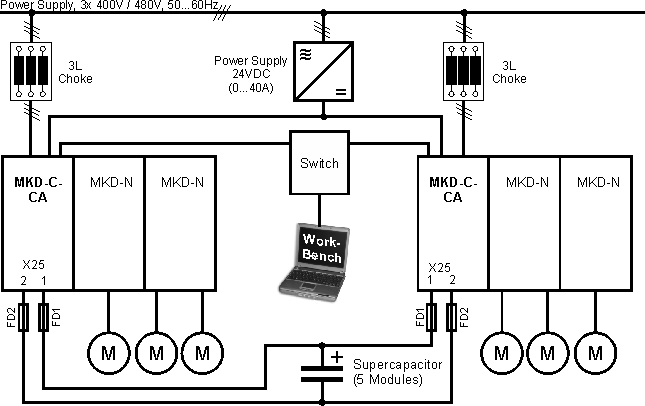 Power Supply, 3x 400V / 480V, 50...60Hz
3L
Choke
Power Supply
24VDC
(0...40A)
3L
Choke
Switch
MKD-C-
CA
MKD-N
MKD-N
MKD-C-
CA
MKD-N
MKD-N
Work-
Bench
X25
2 1
X25
1 2
FD2
FD1
FD1
FD2
M
M
M
M
M
M
+
Supercapacitor
(5 Modules)